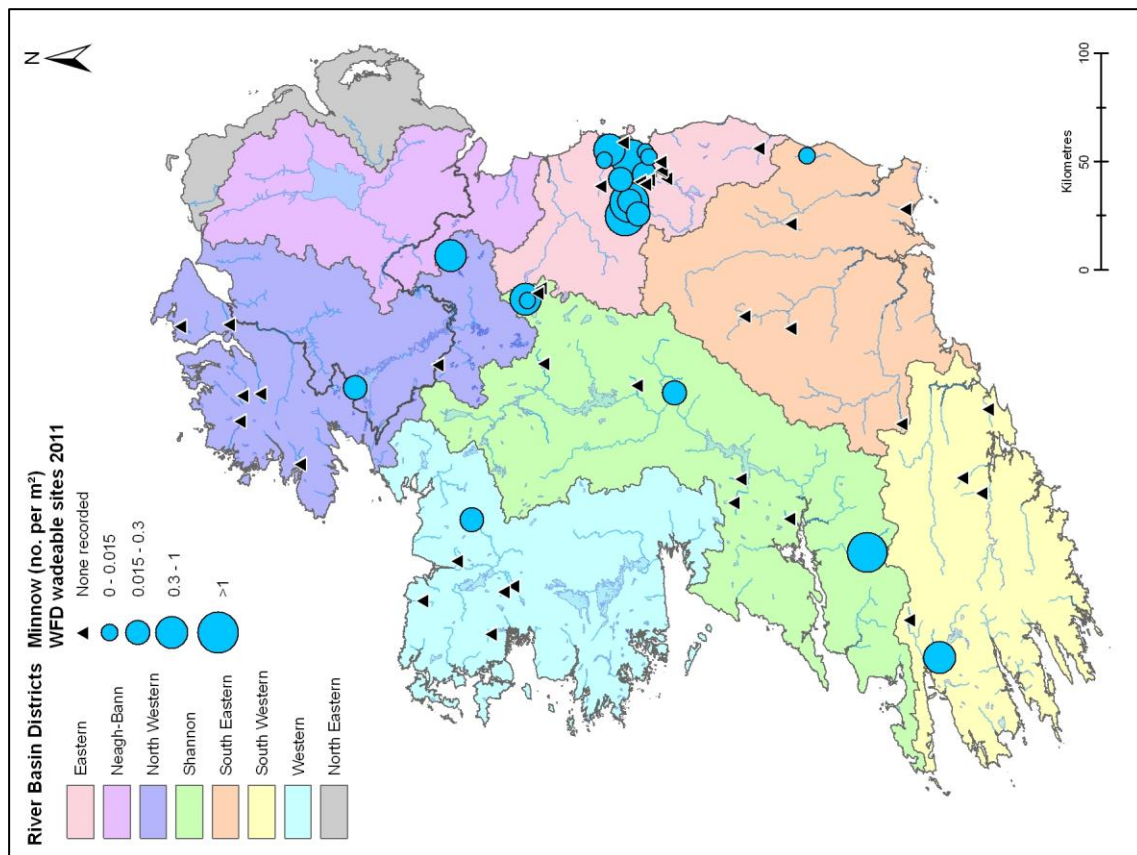 River Basin Districts
Eastern
Neagh-Bann
North Western
Shannon
South Eastern
South Western
Western
North Eastern
Minnow (no. per m²)
WFD wadeable sites 2011
None recorded
0 - 0.015
0.015 - 0.3
0.3 - 1
>1
N
0 50 100
Kilometres